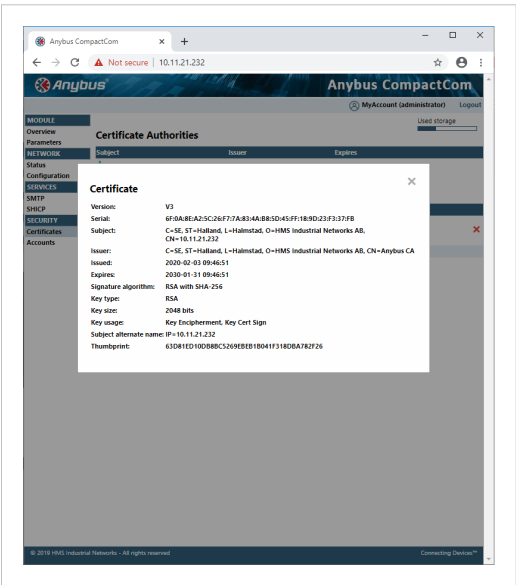 Anybus CompactCom
Not secure | 10.11.21.232
Anybus®
Anybus CompactCom
MyAccount (administrator) Logout
MODULE
Used storage
Overview
Parameters
Certificate Authorities
NETWORK
Subject Issuer Expires
Status
Configuration
SERVICES
SMTP
SHICP
SECURITY
Certificates
Accounts
Certificate
Version: V3
Serial: 6F:0A:8E:A2:5C:26:F7:7A:83:4A:B8:5D:45:FF:18:9D:23:F3:37:FB
Subject: C=SE, ST=Halland, L=Halmstad, O=HMS Industrial Networks AB,
CN=10.11.21.232
Issuer: C=SE, ST=Halland, L=Halmstad, O=HMS Industrial Networks AB, CN=Anybus CA
Issued: 2020-02-03 09:46:51
Expires: 2030-01-31 09:46:51
Signature algorithm: RSA with SHA-256
Key type: RSA
Key size: 2048 bits
Key usage: Key Encipherment, Key Cert Sign
Subject alternate name: IP=10.11.21.232
Thumbprint: 63D81ED10DB8BC5269EBEB1B041F318DBA782F26
© 2019 HMS Industrial Networks - All rights reserved
Connecting Devices™